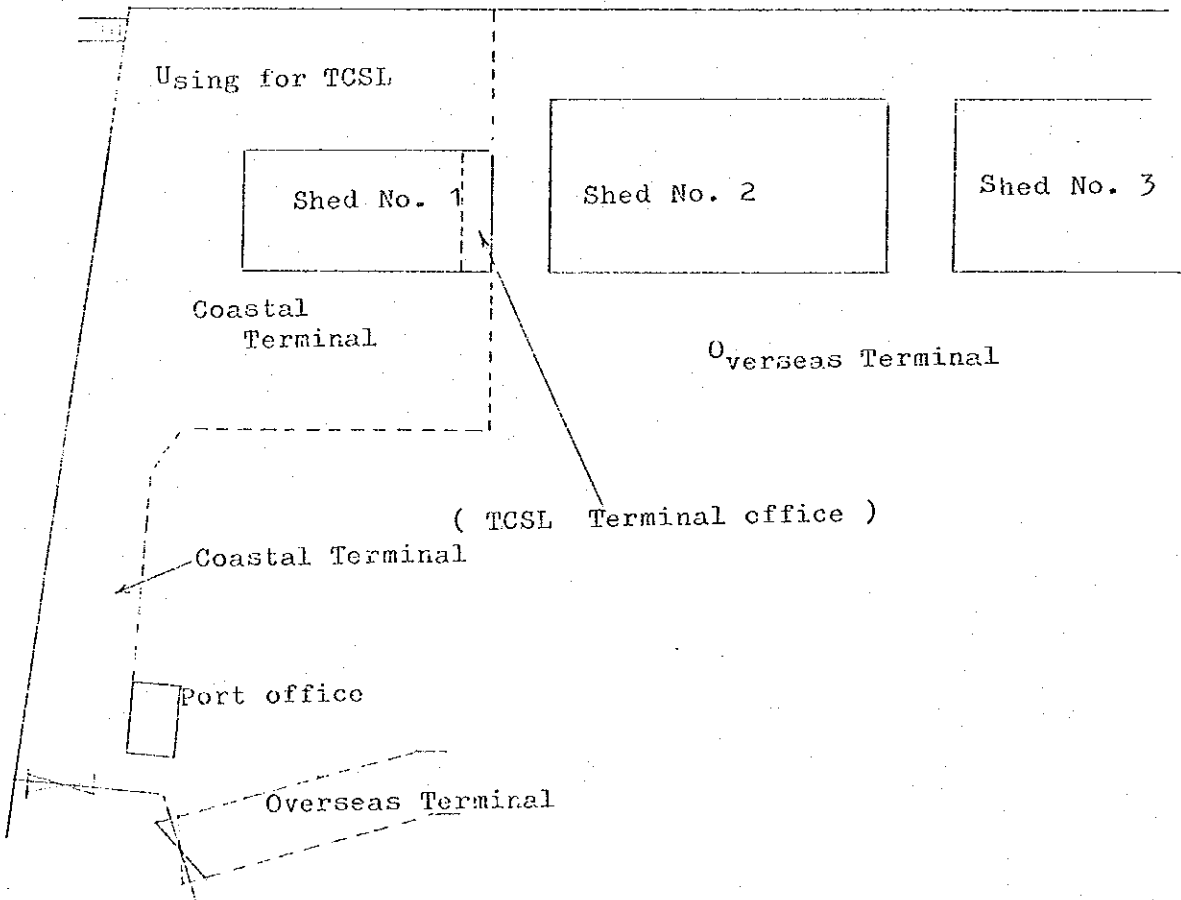 Using for TCSL
Shed No. 1
Shed No. 2
Shed No. 3
Coastal
Terminal
Overseas Terminal
( TCSL Terminal office )
Coastal Terminal
Port office
Overseas Terminal